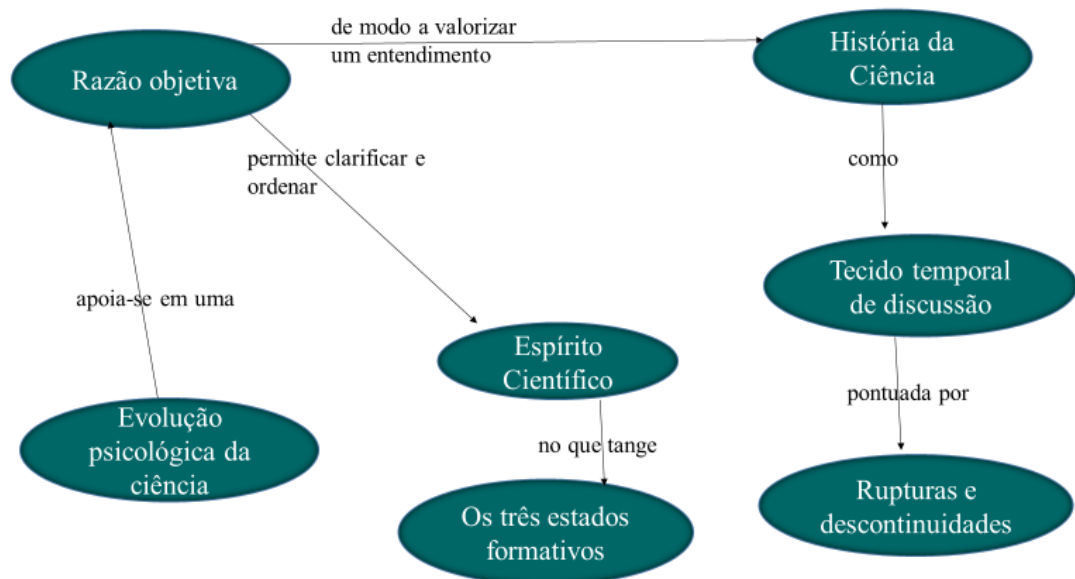 de modo a valorizar
um entendimento
Razão objetiva
História da
Ciência
permite clarificar e
ordenar
como
apoia-se em uma
Tecido temporal
de discussão
Espírito
Científico
pontuada por
Evolução
psicológica da
ciência
no que tange
Os três estados
formativos
Rupturas e
descontinuidades